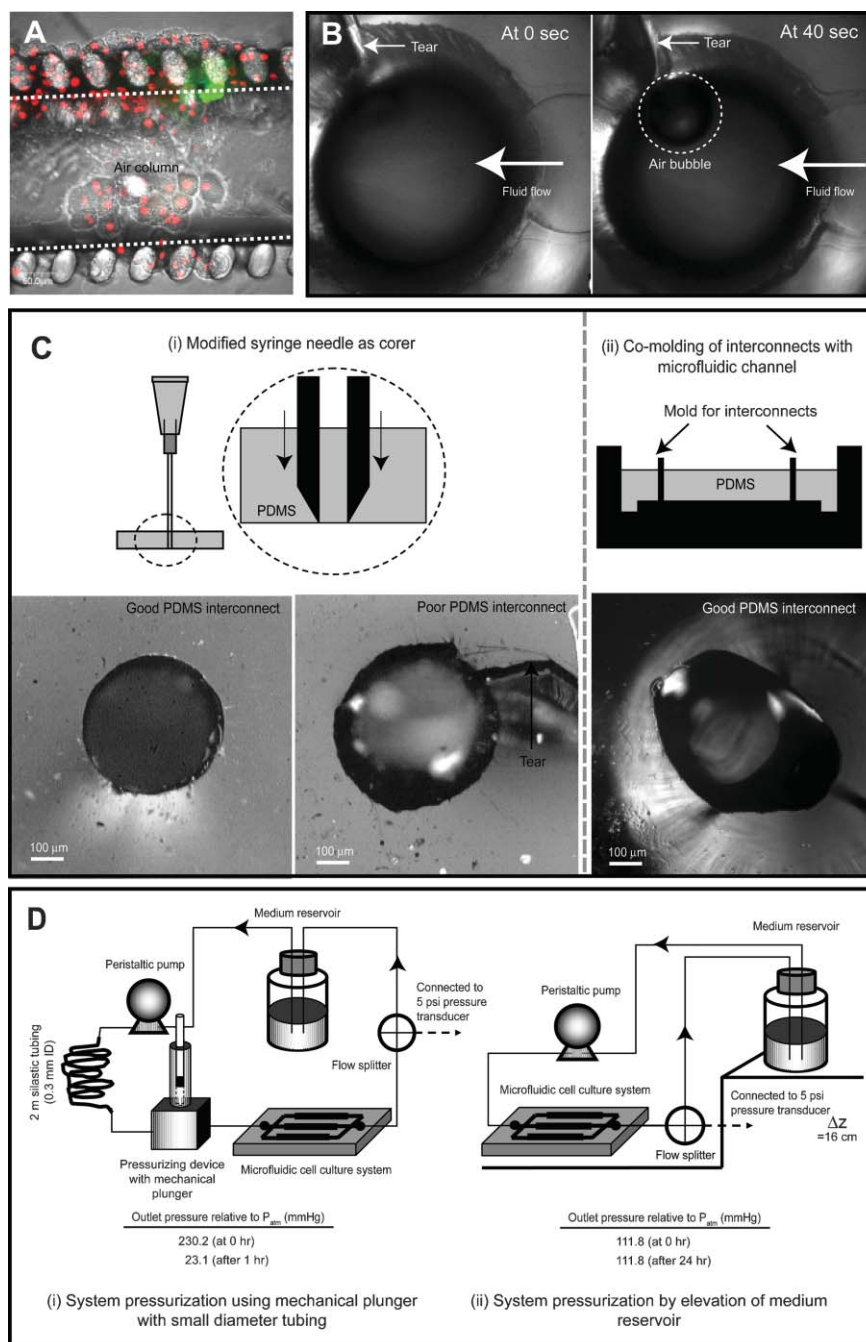 A
Air column
50.0µm
B
At 0 sec
Tear
Fluid flow
At 40 sec
Tear
Air bubble
Fluid flow
C
(i) Modified syringe needle as corer
PDMS
(ii) Co-molding of interconnects with
microfluidic channel
Mold for interconnects
PDMS
Good PDMS interconnect
100 µm
Poor PDMS interconnect
Tear
100 µm
Good PDMS interconnect
100 µm
D
Medium reservoir
Peristaltic pump
Connected to
5 psi pressure
transducer
Flow splitter
2 m silastic tubing
(0.3 mm ID)
Pressurizing device
with mechanical
plunger
Microfluidic cell culture system
Outlet pressure relative to Patm (mmHg)
230.2 (at 0 hr)
23.1 (after 1 hr)
(i) System pressurization using mechanical plunger
with small diameter tubing
Medium reservoir
Peristaltic pump
Microfluidic cell culture system
Connected to 5 psi
pressure transducer
Δz
=16 cm
Flow splitter
Outlet pressure relative to Patm (mmHg)
111.8 (at 0 hr)
111.8 (after 24 hr)
(ii) System pressurization by elevation of medium
reservoir